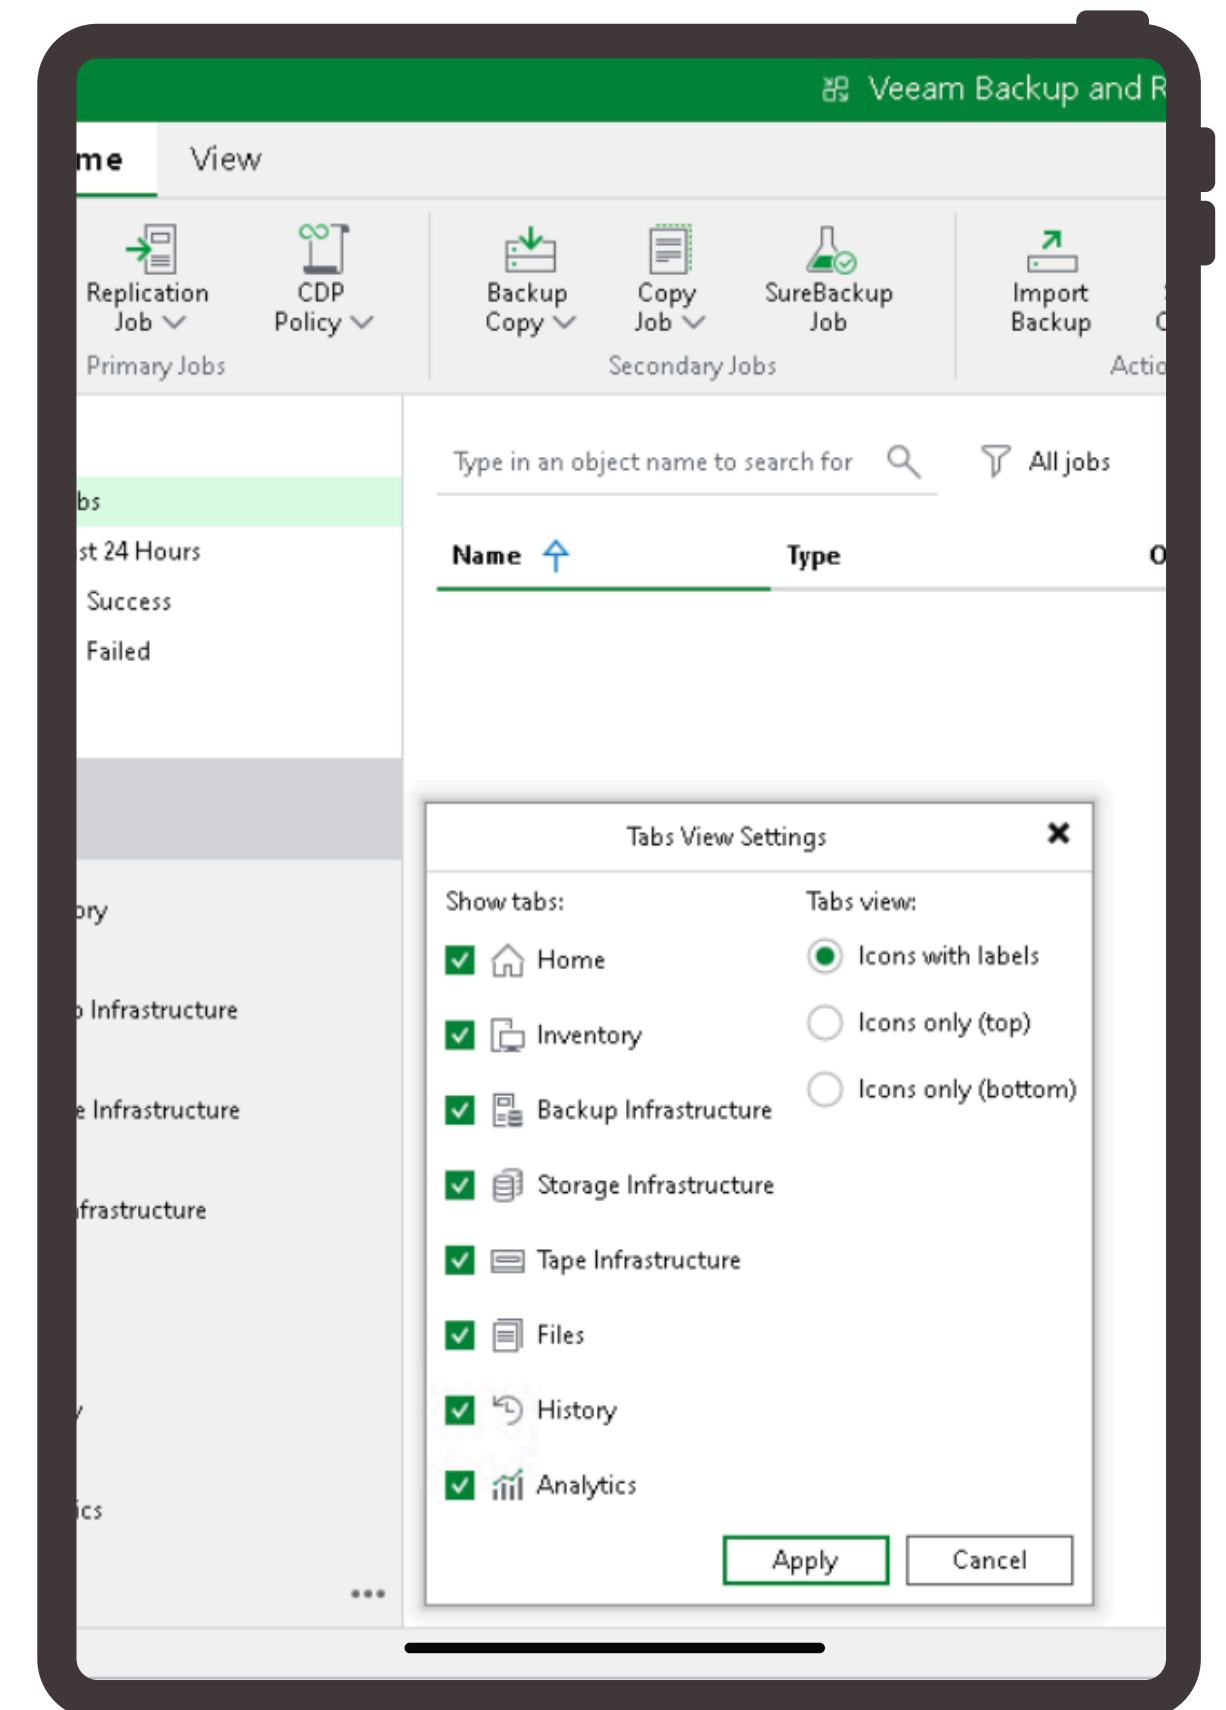 Veeam Backup and R
me View
Replication
Job
CDP
Policy
Primary Jobs
Backup
Copy
Copy
Job
SureBackup
Job
Secondary Jobs
Import
Backup
Actio
Type in an object name to search for
All jobs
bs
st 24 Hours
Success
Failed
Name Type O
ory
Infrastructure
e Infrastructure
nfrastructure
y
ics
Tabs View Settings
Show tabs:
Home
Inventory
Backup Infrastructure
Storage Infrastructure
Tape Infrastructure
Files
History
Analytics
Tabs view:
Icons with labels
Icons only (top)
Icons only (bottom)
Apply Cancel